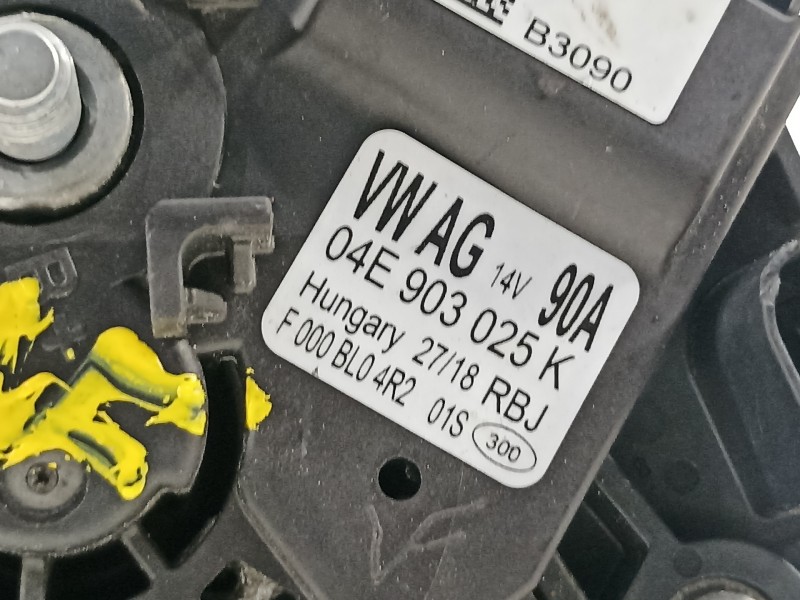 B3090
VW AG 14V 90A
04E 903 025 K
Hungary 27/18 RBJ
F 000 BL0 4R2 01S 300
B+